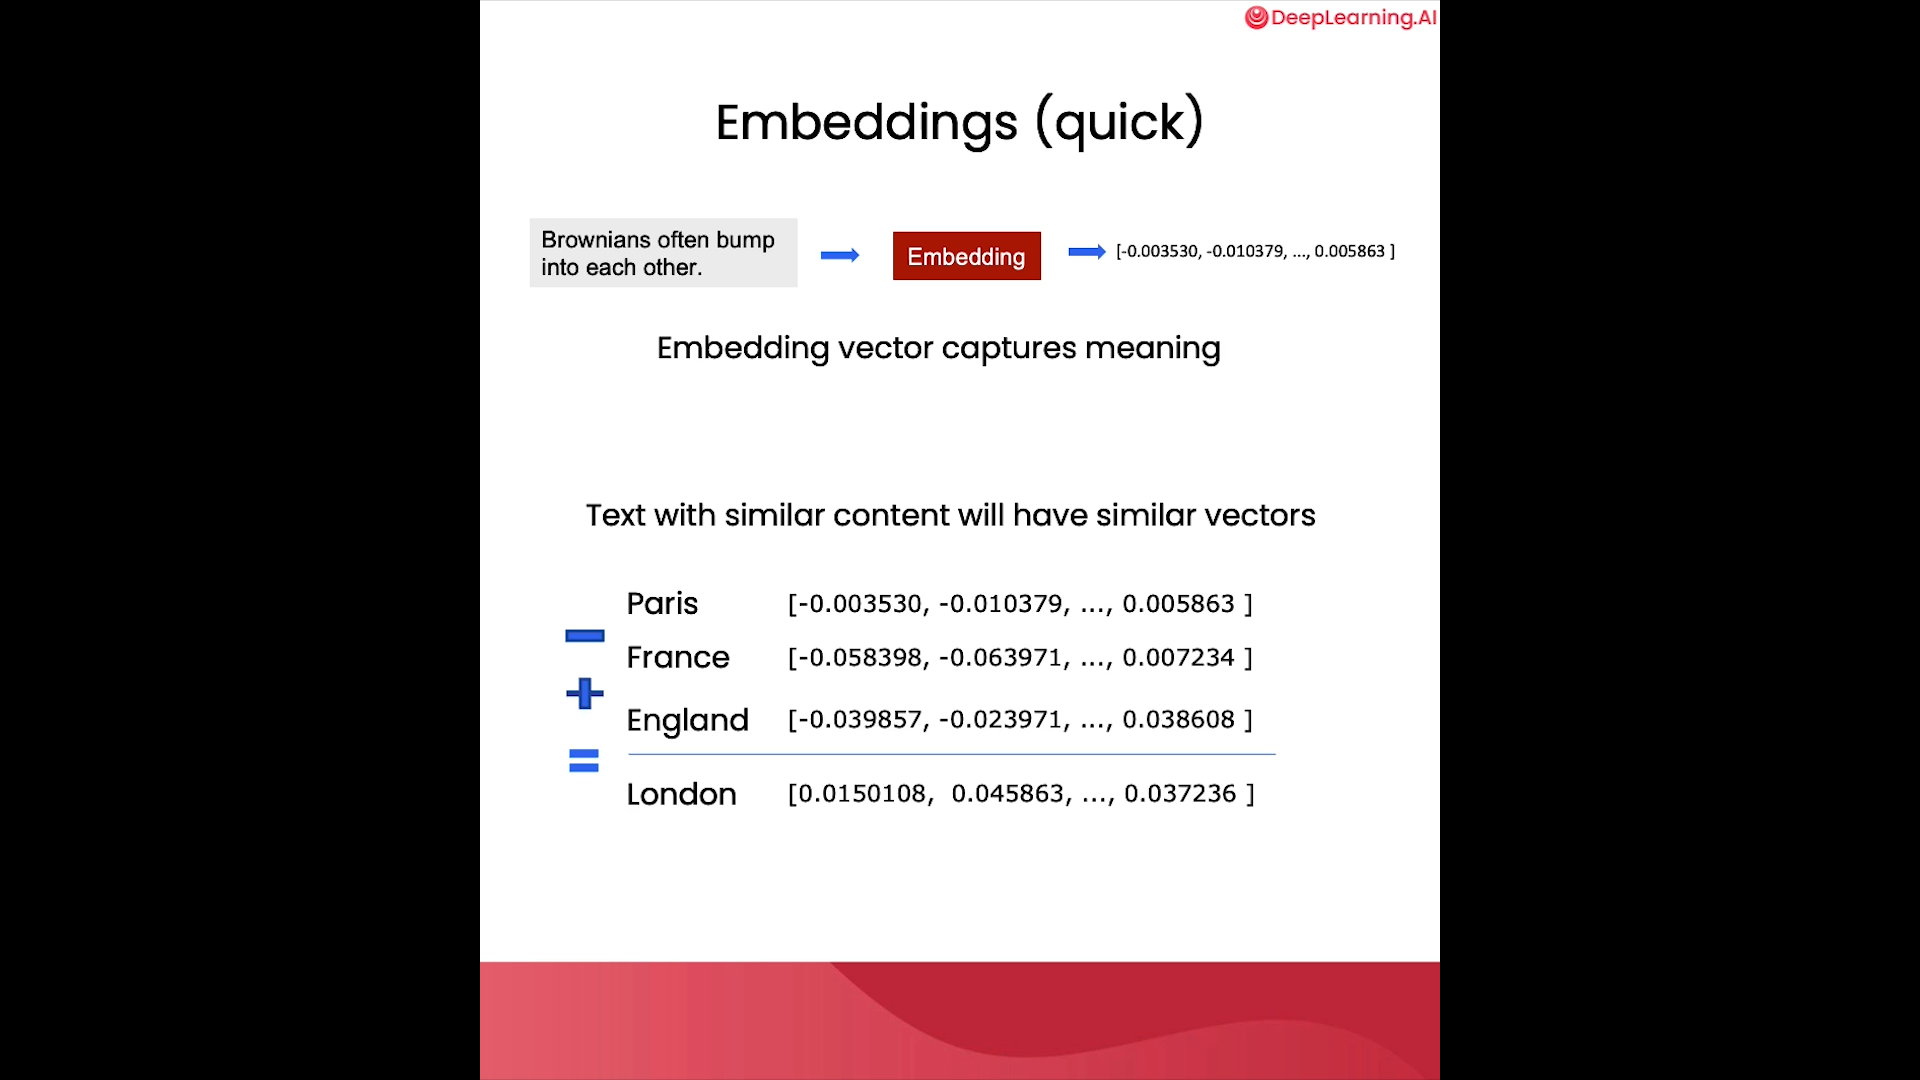 DeepLearning.AI
Embeddings (quick)
Brownians often bump
into each other.
Embedding
[-0.003530, -0.010379, ..., 0.005863 ]
Embedding vector captures meaning
Text with similar content will have similar vectors
Paris [-0.003530, -0.010379, ..., 0.005863 ]
France [-0.058398, -0.063971, ..., 0.007234 ]
England [-0.039857, -0.023971, ..., 0.038608 ]
London [0.0150108, 0.045863, ..., 0.037236 ]